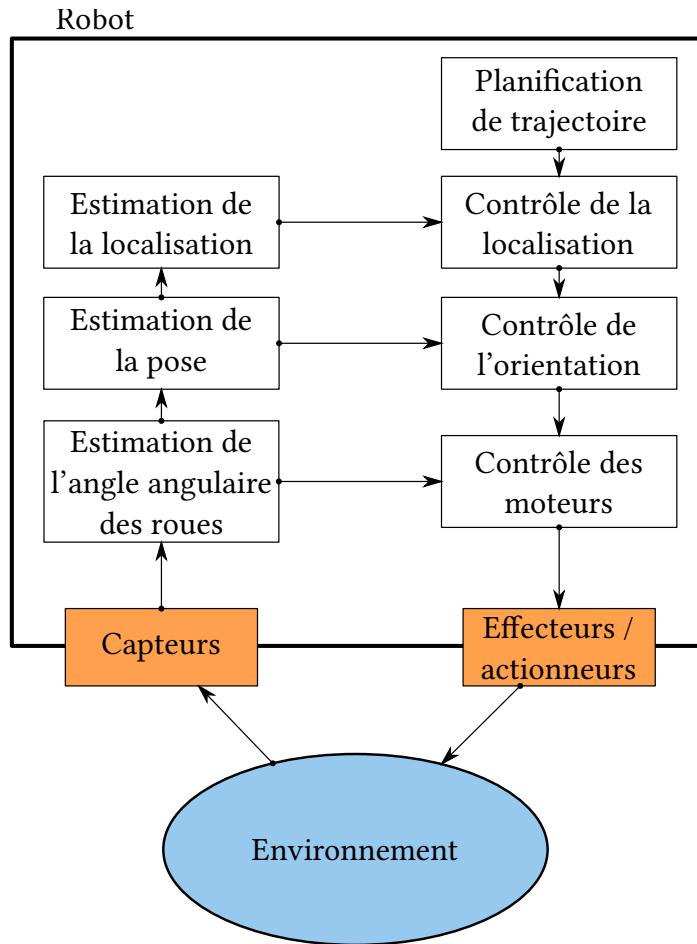 Robot
Planification
de trajectoire
Estimation de
la localisation
Contrôle de la
localisation
Estimation de
la pose
Contrôle de
l'orientation
Estimation de
l'angle angulaire
des roues
Contrôle des
moteurs
Capteurs
Effecteurs /
actionneurs
Environnement